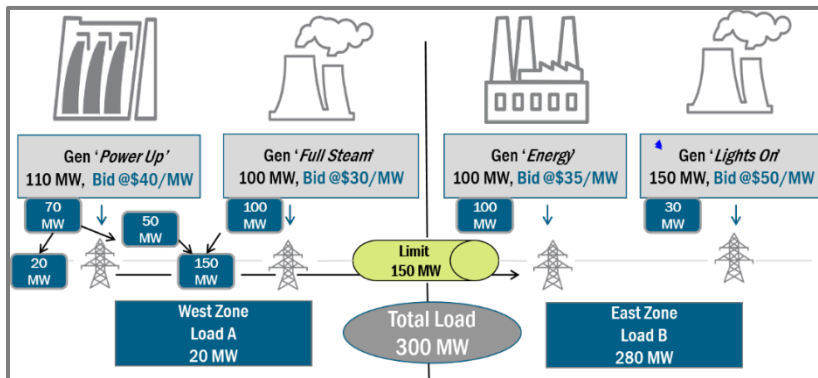 Gen ‘Power Up’
110 MW, Bid @$40/MW
Gen ‘Full Steam’
100 MW, Bid @$30/MW
Gen ‘Energy’
100 MW, Bid @$35/MW
Gen ‘Lights On’
150 MW, Bid @$50/MW
70
MW
50
MW
100
MW
100
MW
30
MW
20
MW
150
MW
Limit
150 MW
West Zone
Load A
20 MW
Total Load
300 MW
East Zone
Load B
280 MW